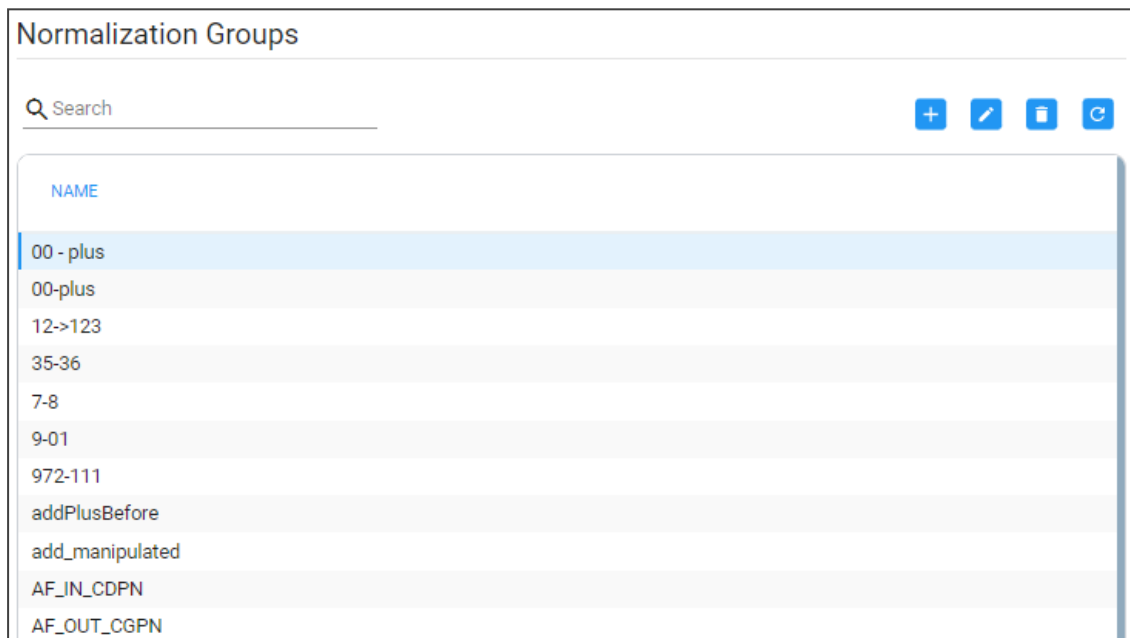 Normalization Groups
Search
NAME
00 - plus
00-plus
12->123
35-36
7-8
9-01
972-111
addPlusBefore
add_manipulated
AF_IN_CDPN
AF_OUT_CGPN